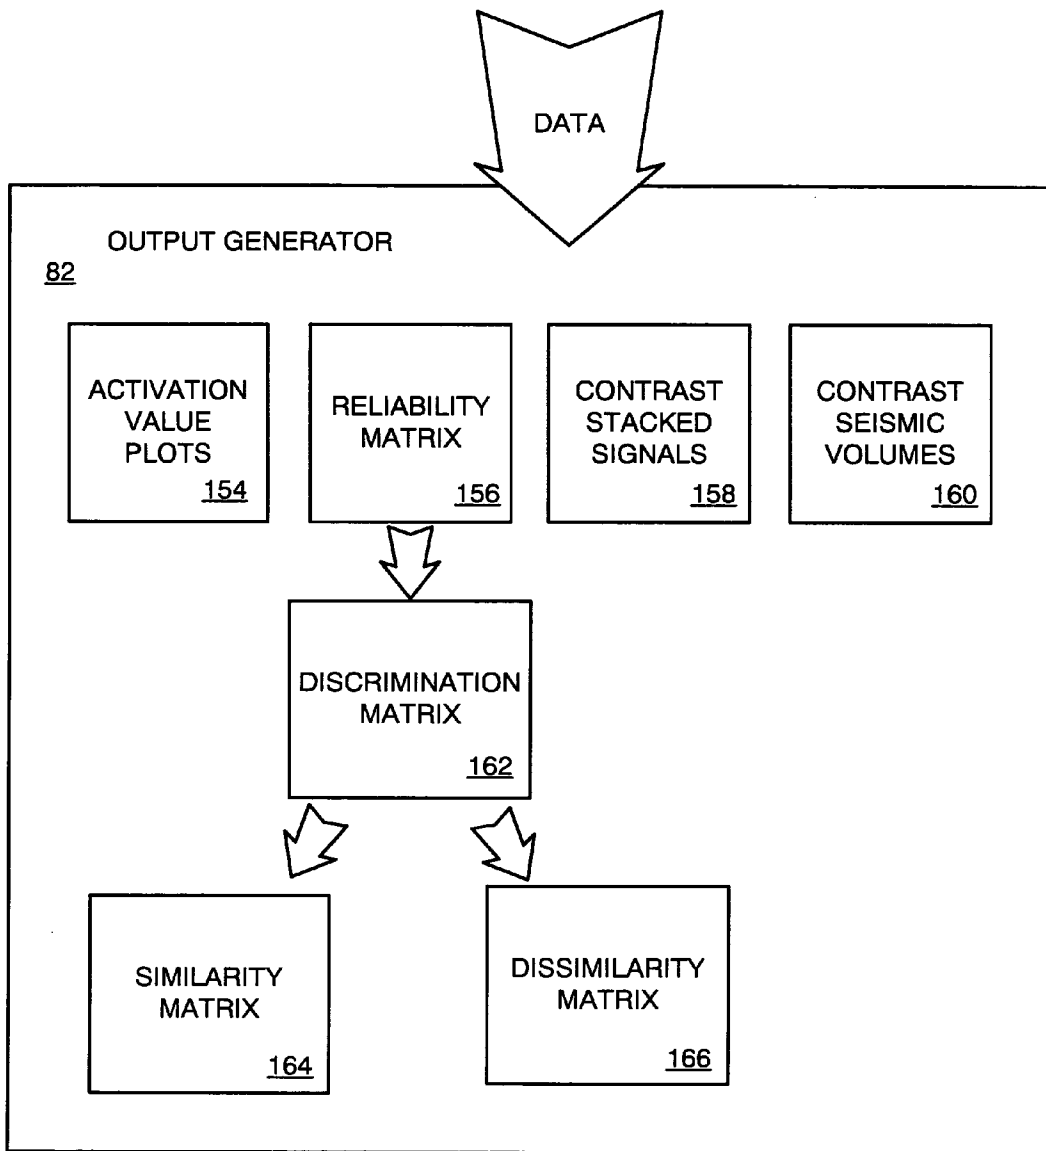 DATA
OUTPUT GENERATOR
82
ACTIVATION
VALUE
PLOTS
154
RELIABILITY
MATRIX
156
CONTRAST
STACKED
SIGNALS
158
CONTRAST
SEISMIC
VOLUMES
160
DISCRIMINATION
MATRIX
162
SIMILARITY
MATRIX
164
DISSIMILARITY
MATRIX
166